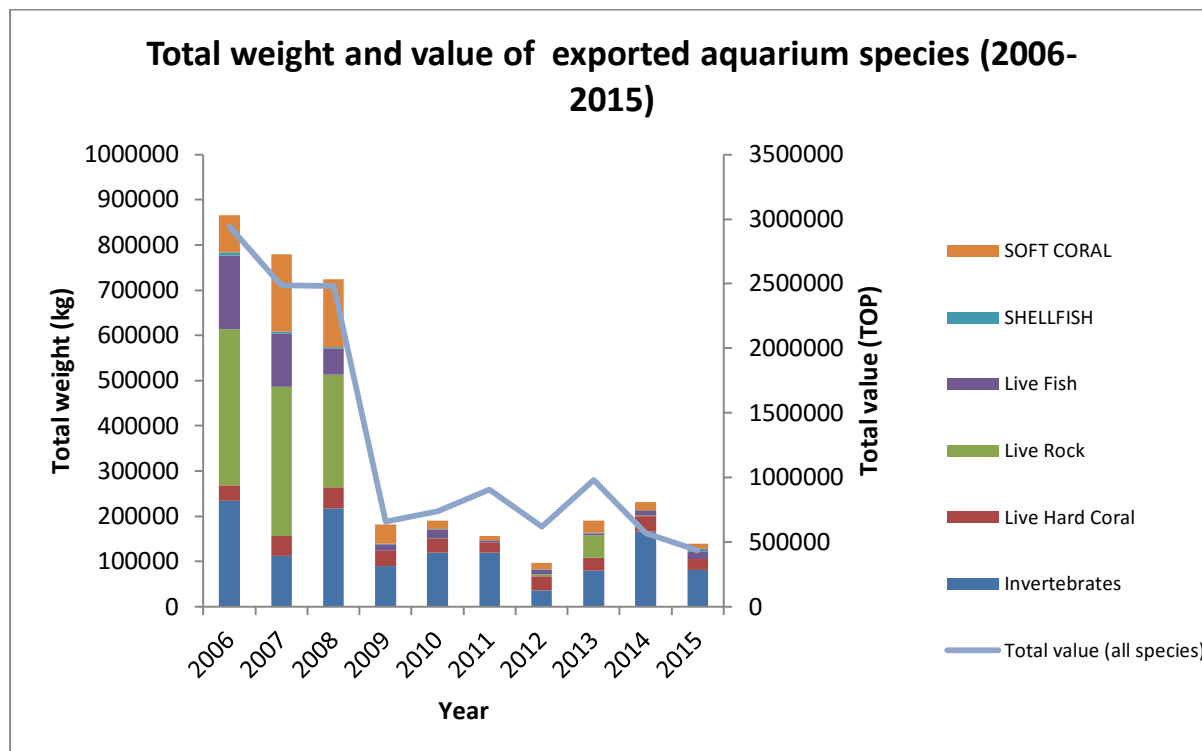 Total weight and value of  exported aquarium species (2006-
2015)
1000000
900000
800000
700000
600000
500000
400000
300000
200000
100000
0
Total weight (kg)
3500000
3000000
2500000
2000000
1500000
1000000
500000
0
Total value (TOP)
2006
2007
2008
2009
2010
2011
2012
2013
2014
2015
Year
SOFT CORAL
SHELLFISH
Live Fish
Live Rock
Live Hard Coral
Invertebrates
Total value (all species)